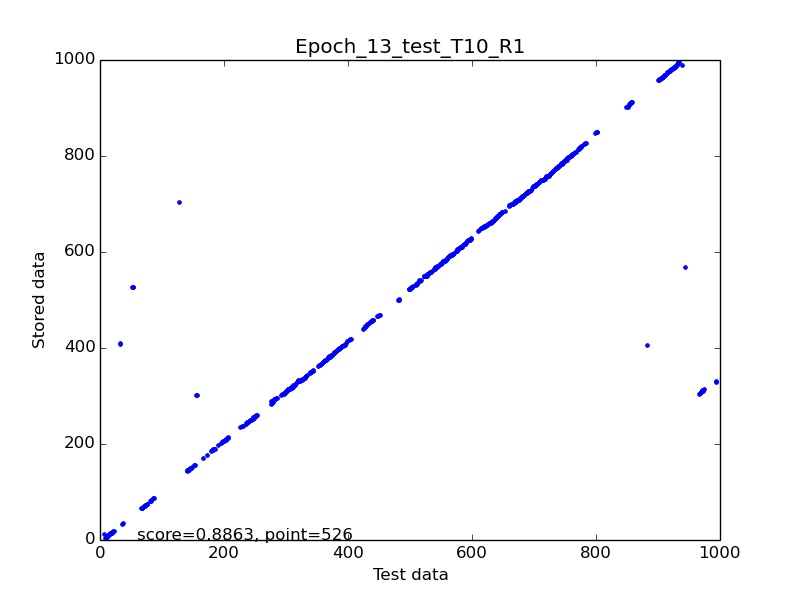 Epoch_13_test_T10_R1
1000
800
600
400
200
0
Stored data
score=0.8863, point=526
0 200 400 600 800 1000
Test data